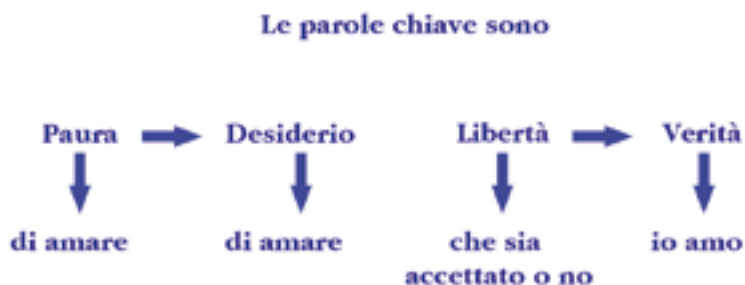 Le parole chiave sono
Paura Desiderio Libertà Verità
di amare di amare che sia io amo
accettato o no